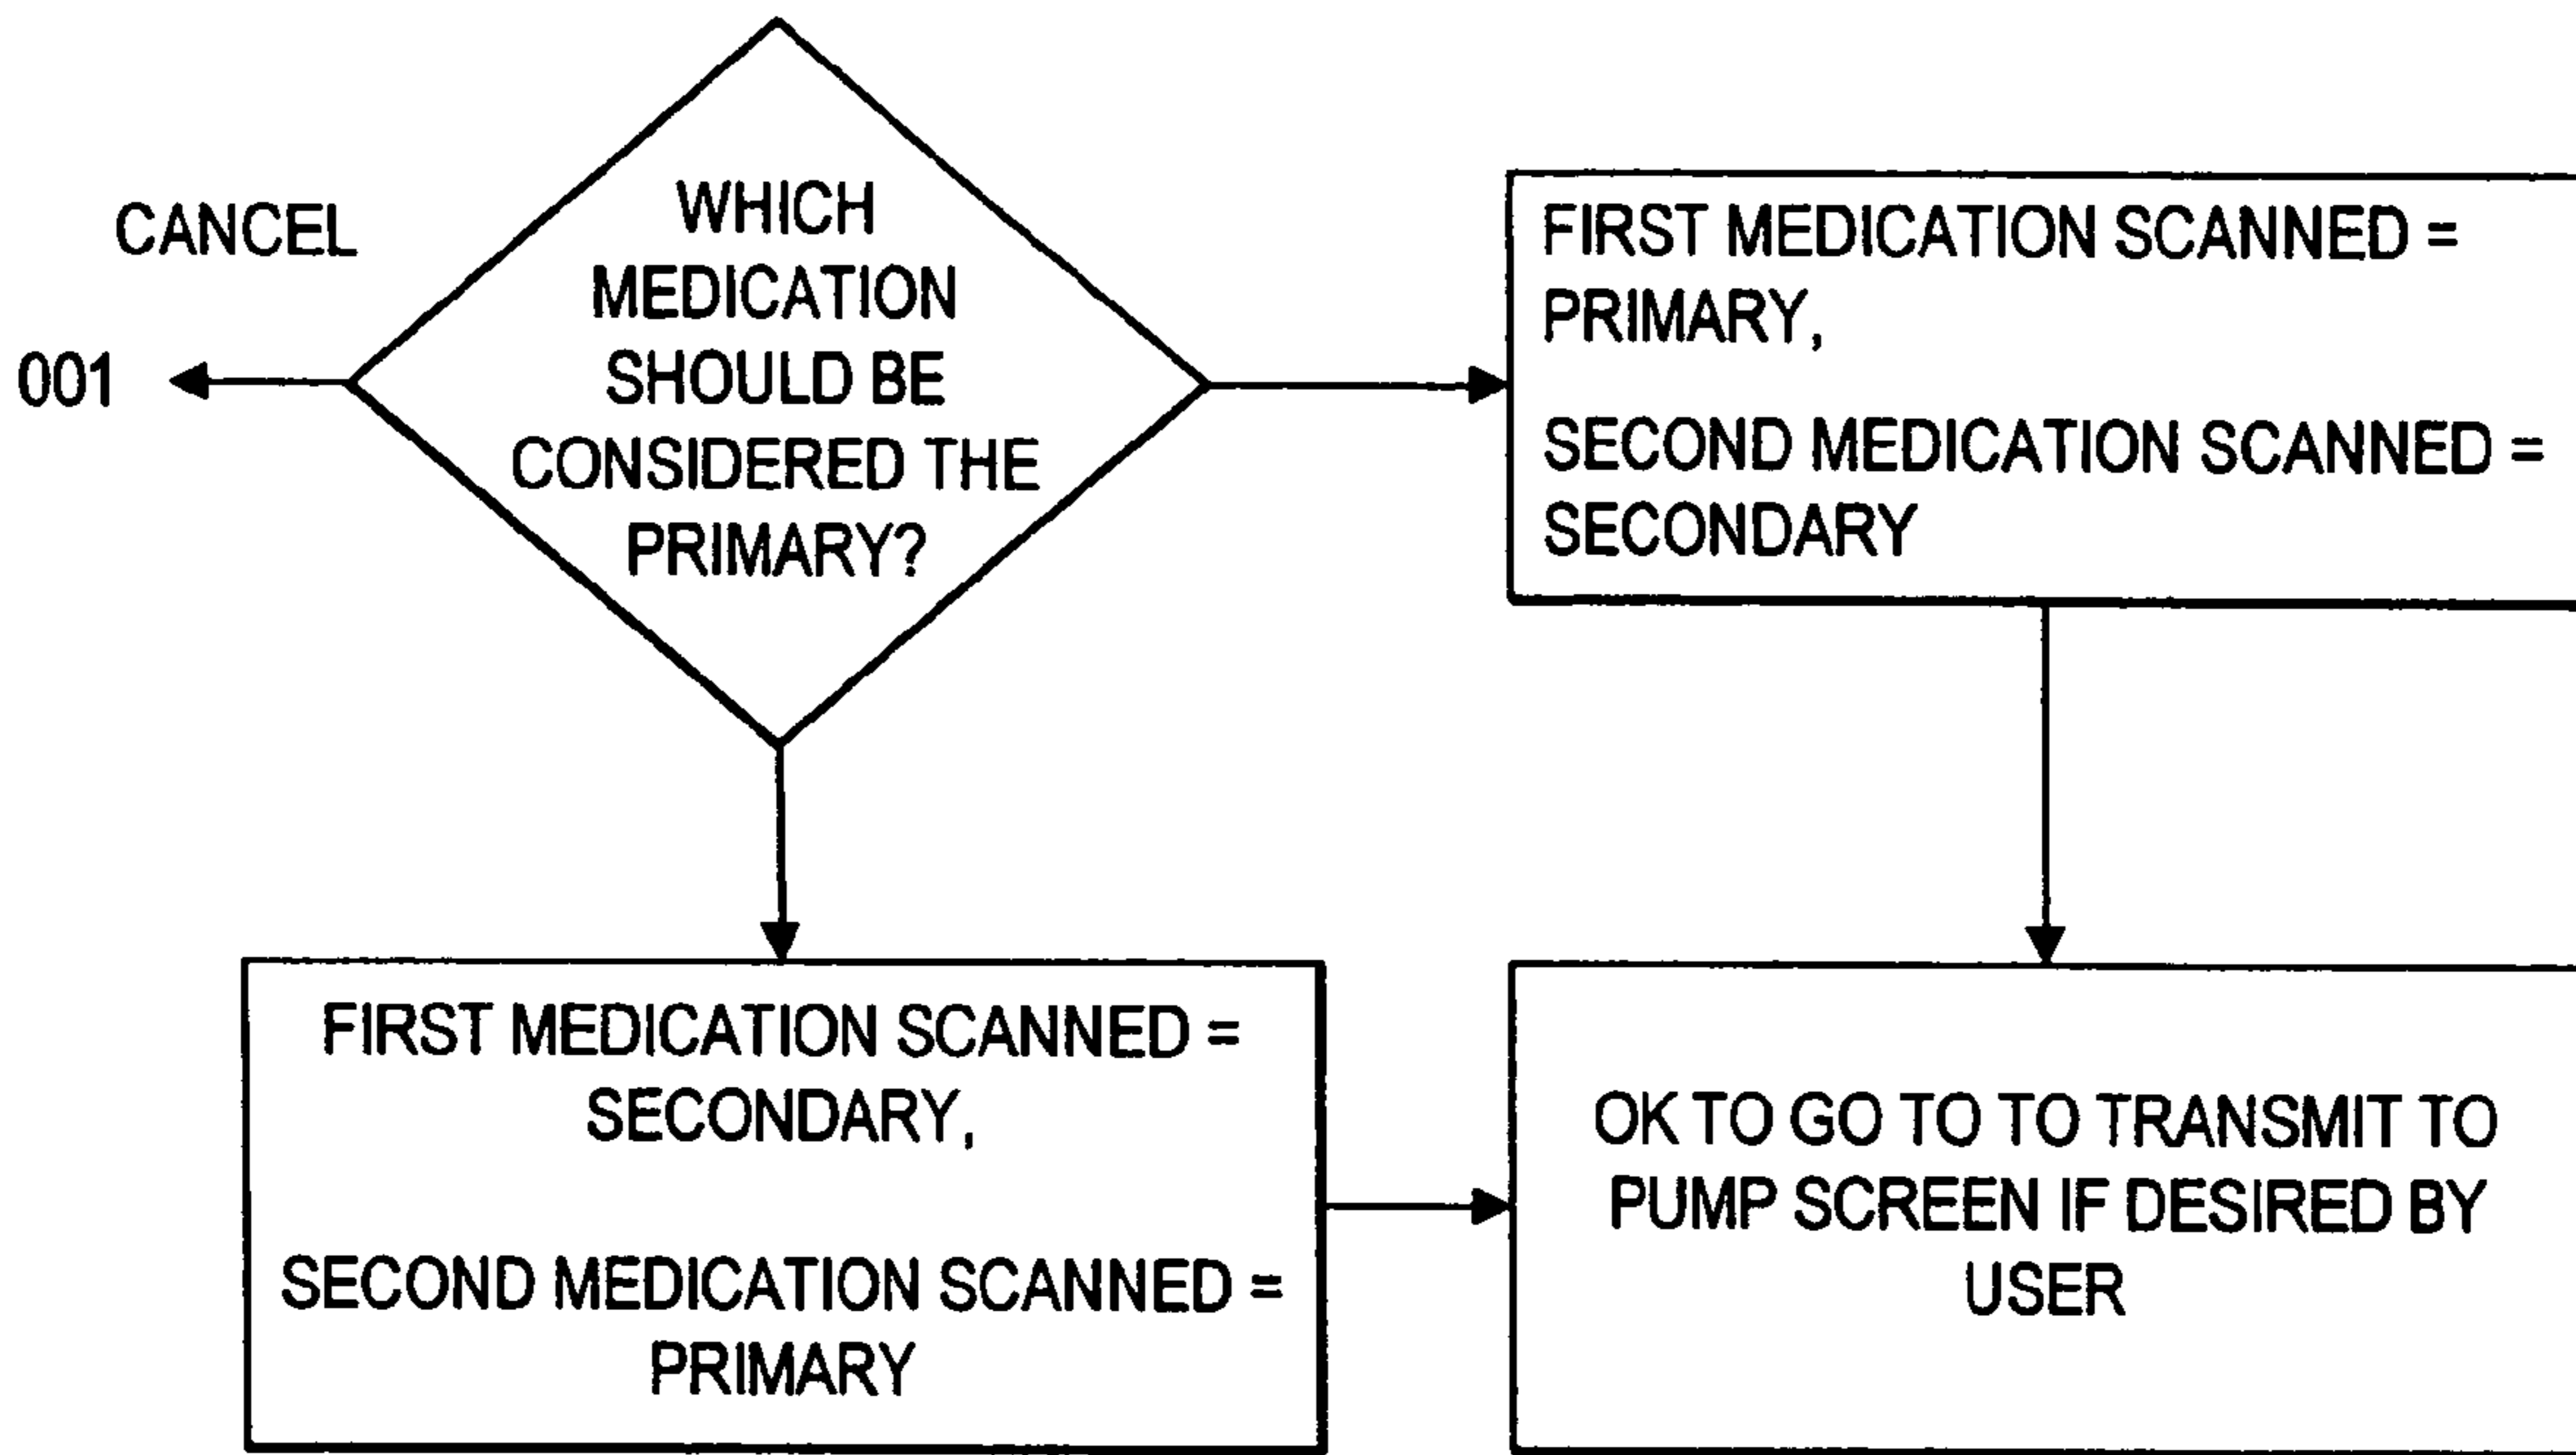 CANCEL
001
WHICH
MEDICATION
SHOULD BE
CONSIDERED THE
PRIMARY?
FIRST MEDICATION SCANNED =
PRIMARY,
SECOND MEDICATION SCANNED =
SECONDARY
FIRST MEDICATION SCANNED =
SECONDARY,
SECOND MEDICATION SCANNED =
PRIMARY
OK TO GO TO TO TRANSMIT TO
PUMP SCREEN IF DESIRED BY
USER